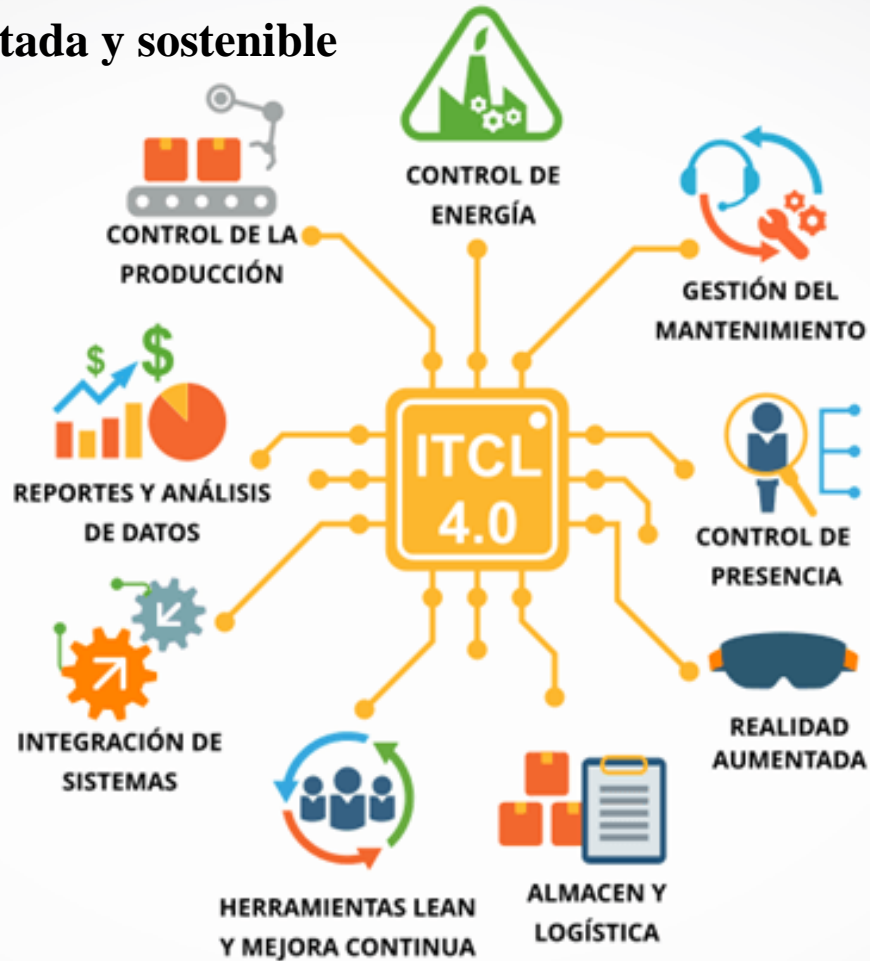 tada y sostenible
CONTROL DE
ENERGÍA
CONTROL DE LA
PRODUCCIÓN
GESTIÓN DEL
MANTENIMIENTO
$ $
REPORTES Y ANÁLISIS
DE DATOS
ITCL
4.0
CONTROL DE
PRESENCIA
INTEGRACIÓN DE
SISTEMAS
REALIDAD
AUMENTADA
HERRAMIENTAS LEAN
Y MEJORA CONTINUA
ALMACEN Y
LOGÍSTICA